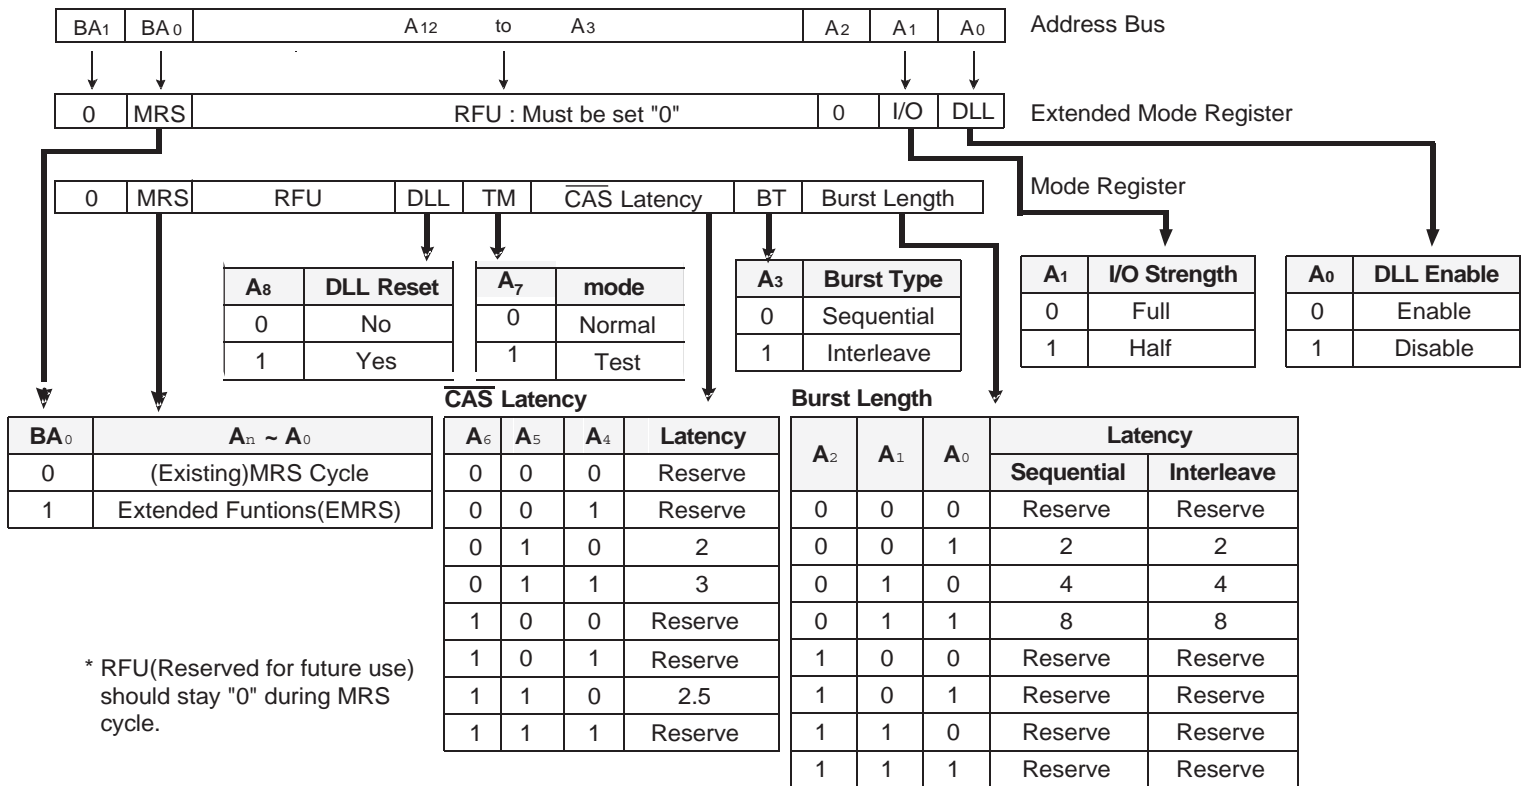 BA1 BA0 A12 to A3 A2 A1 A0 Address Bus
0 MRS RFU : Must be set "0" 0 I/O DLL Extended Mode Register
0 MRS RFU DLL TM CAS Latency BT Burst Length Mode Register
A8 DLL Reset
0 No
1 Yes
A7 mode
0 Normal
1 Test
A3 Burst Type
0 Sequential
1 Interleave
A1 I/O Strength
0 Full
1 Half
A0 DLL Enable
0 Enable
1 Disable
BA0 An ~ A0
0 (Existing)MRS Cycle
1 Extended Funtions(EMRS)
* RFU(Reserved for future use)
should stay "0" during MRS
cycle.
CAS Latency
A6 A5 A4 Latency
0 0 0 Reserve
0 0 1 Reserve
0 1 0 2
0 1 1 3
1 0 0 Reserve
1 0 1 Reserve
1 1 0 2.5
1 1 1 Reserve
Burst Length
A2 A1 A0 Latency
Sequential Interleave
0 0 0 Reserve Reserve
0 0 1 2 2
0 1 0 4 4
0 1 1 8 8
1 0 0 Reserve Reserve
1 0 1 Reserve Reserve
1 1 0 Reserve Reserve
1 1 1 Reserve Reserve